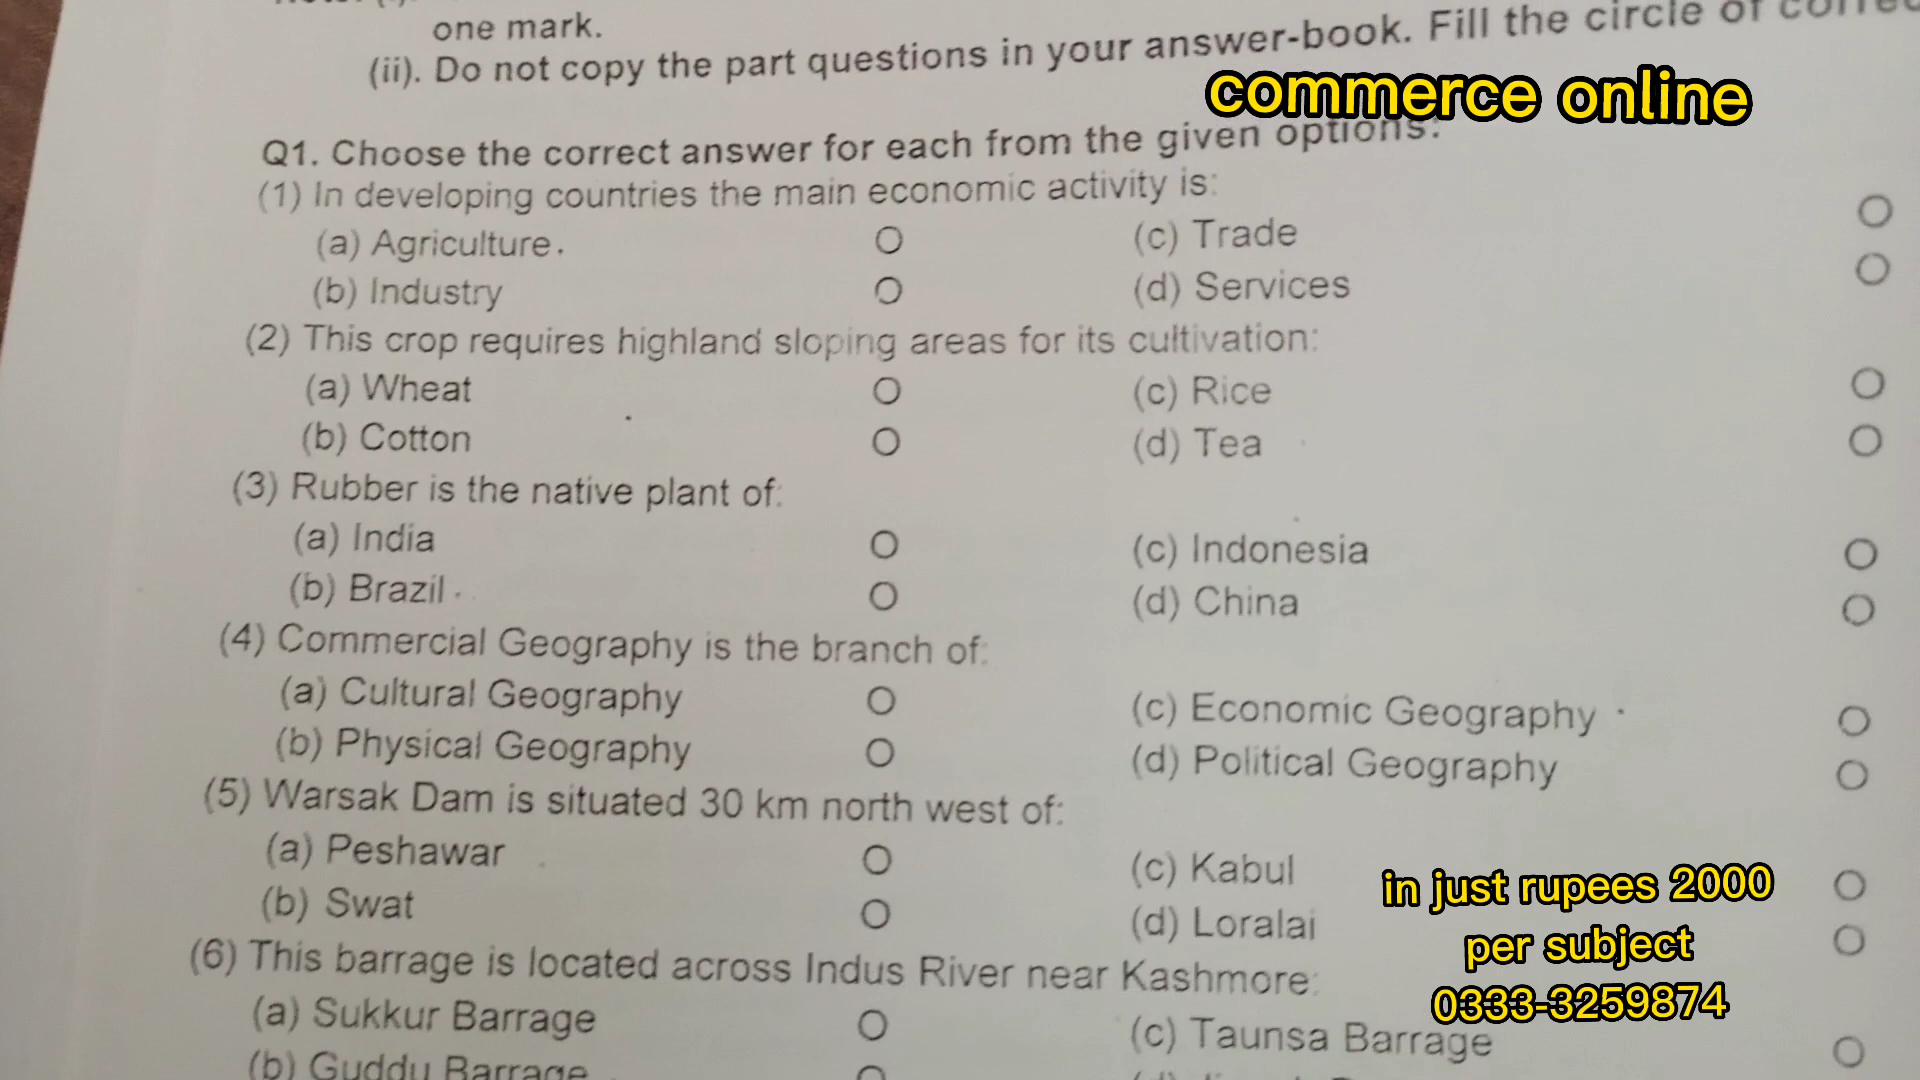 one mark.
(ii). Do not copy the part questions in your answer-book. Fill the circle of
commerce online
Q1. Choose the correct answer for each from the given options:
(1) In developing countries the main economic activity is:
(a) Agriculture. (c) Trade
(b) Industry (d) Services
(2) This crop requires highland sloping areas for its cultivation:
(a) Wheat (c) Rice
(b) Cotton (d) Tea
(3) Rubber is the native plant of:
(a) India (c) Indonesia
(b) Brazil (d) China
(4) Commercial Geography is the branch of:
(a) Cultural Geography (c) Economic Geography
(b) Physical Geography (d) Political Geography
(5) Warsak Dam is situated 30 km north west of:
(a) Peshawar (c) Kabul
(b) Swat (d) Loralai
in just rupees 2000
per subject
0333-3259874
(6) This barrage is located across Indus River near Kashmore:
(a) Sukkur Barrage (c) Taunsa Barrage
(b) Guddu Barrage